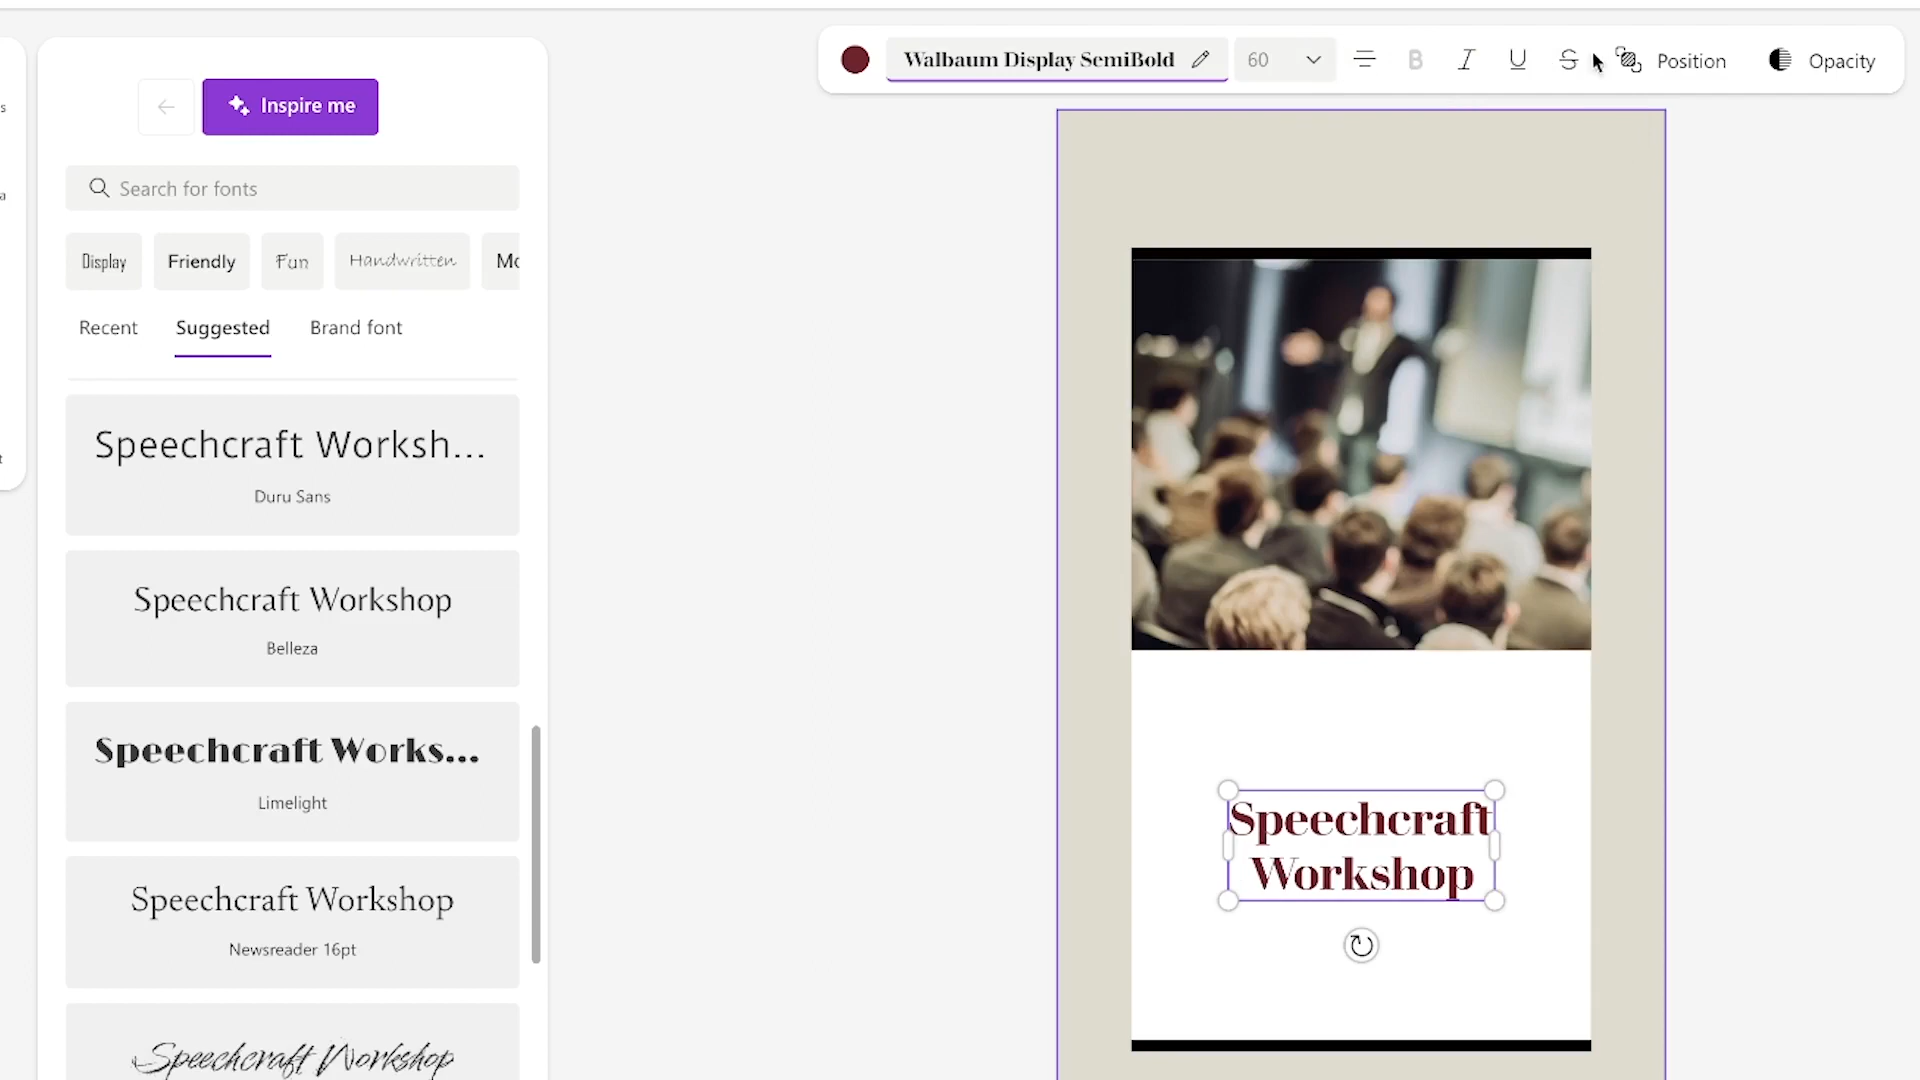 Walbaum Display SemiBold
60
B
I
U
S
Position
Opacity
Inspire me
Search for fonts
Display
Friendly
Fun
Handwritten
Recent
Suggested
Brand font
Speechcraft Worksh...
Duru Sans
Speechcraft Workshop
Belleza
Speechcraft Works...
Limelight
Speechcraft Workshop
Newsreader 16pt
Speechcraft Workshop
Speechcraft
Workshop